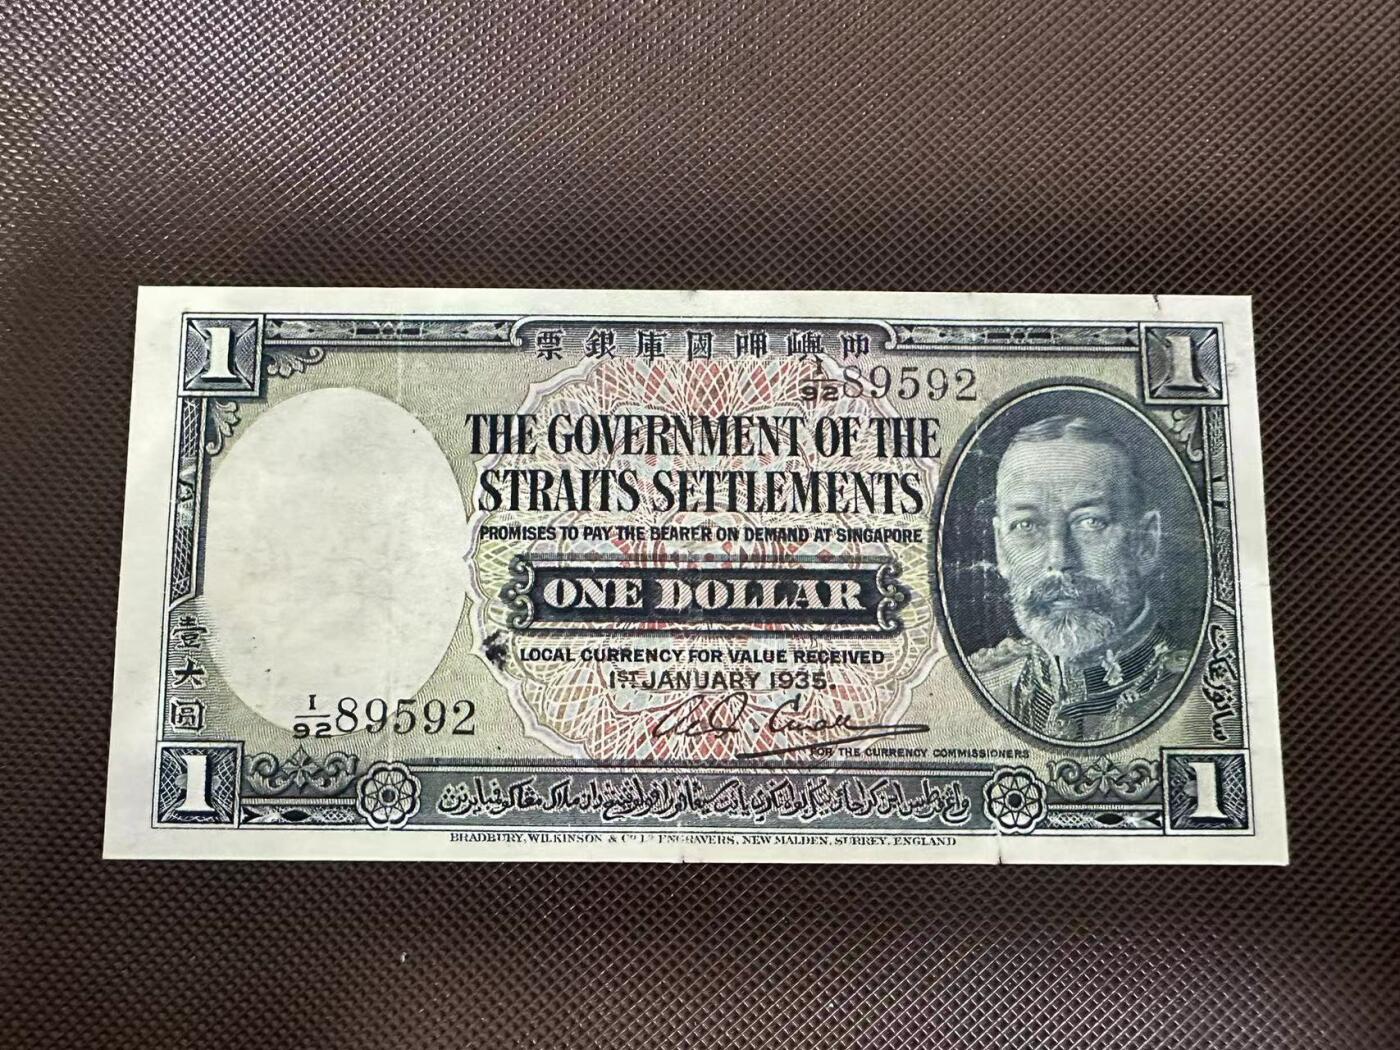 1
票銀庫國呷嶼叻
1
I/92 89592
THE GOVERNMENT OF THE
STRAITS SETTLEMENTS
PROMISES TO PAY THE BEARER ON DEMAND AT SINGAPORE
ONE DOLLAR
LOCAL CURRENCY FOR VALUE RECEIVED
1ST JANUARY 1935.
壹大圓
I/92 89592
FOR THE CURRENCY COMMISSIONERS
1
1
BRADBURY, WILKINSON & Co Ld ENGRAVERS, NEW MALDEN, SURREY, ENGLAND